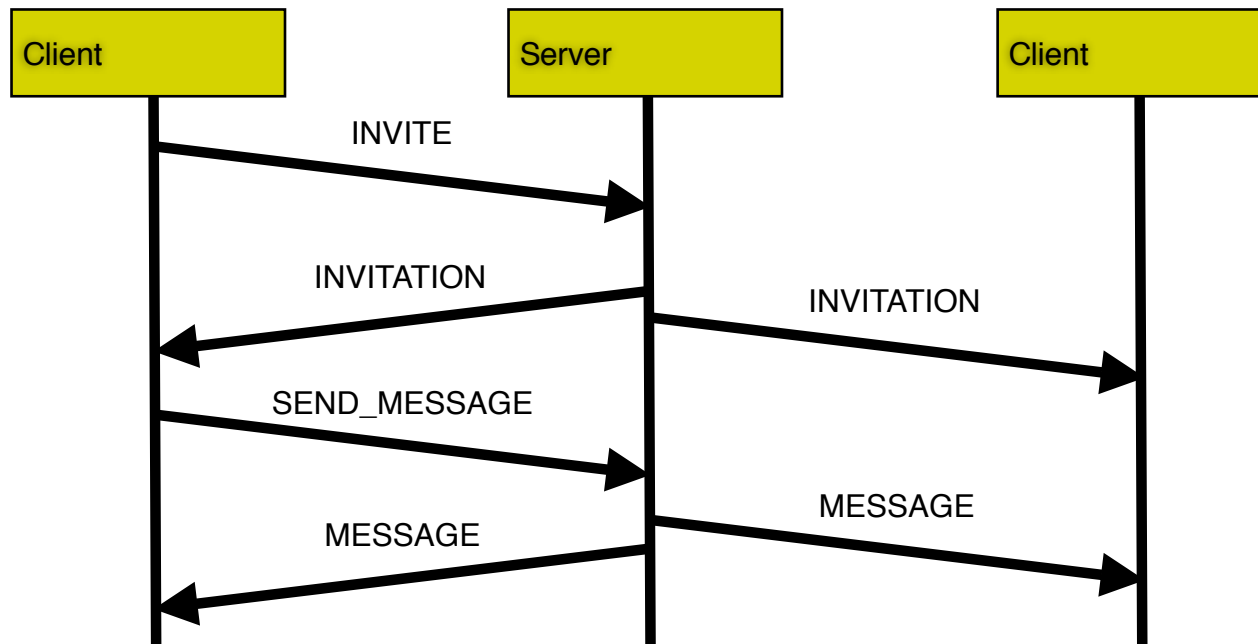 Client
Server
Client
INVITE
INVITATION
INVITATION
SEND_MESSAGE
MESSAGE
MESSAGE